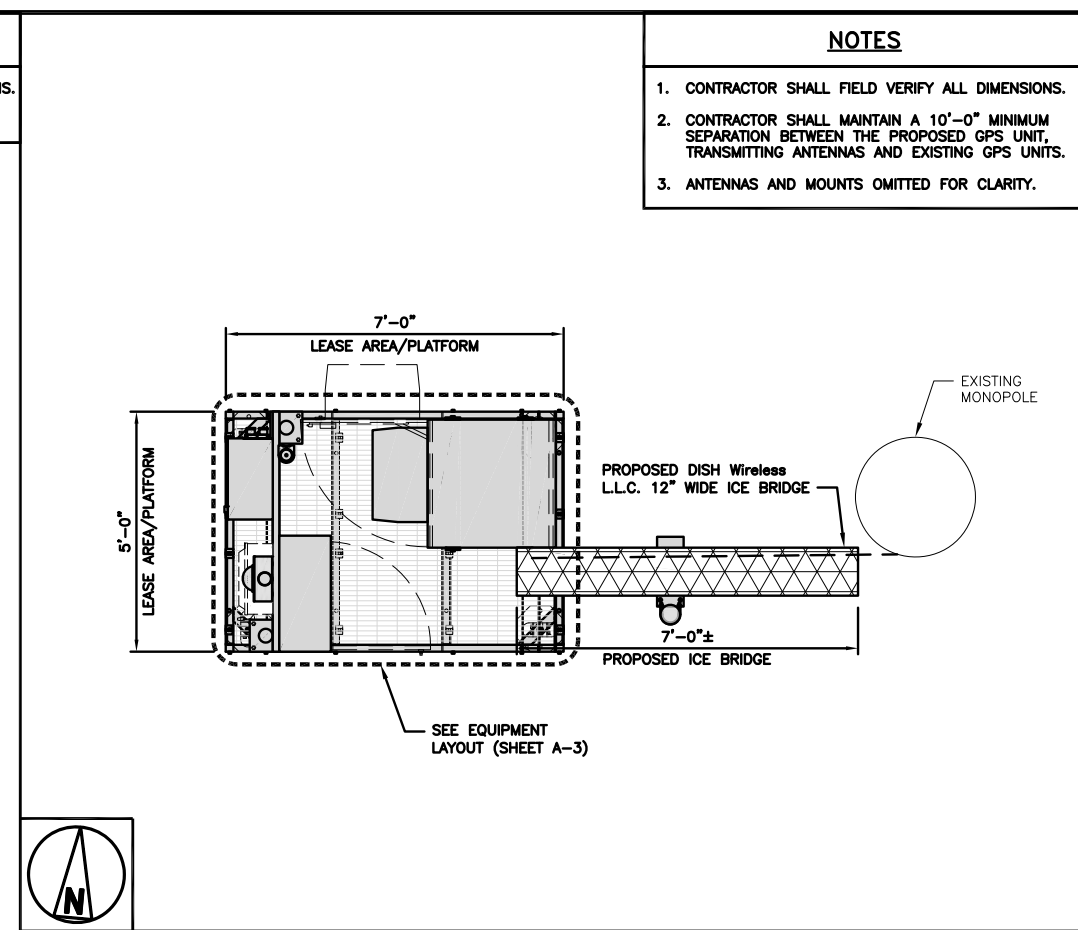 NOTES
1. CONTRACTOR SHALL FIELD VERIFY ALL DIMENSIONS.
2. CONTRACTOR SHALL MAINTAIN A 10'-0" MINIMUM
SEPARATION BETWEEN THE PROPOSED GPS UNIT,
TRANSMITTING ANTENNAS AND EXISTING GPS UNITS.
3. ANTENNAS AND MOUNTS OMITTED FOR CLARITY.
7'-0"
LEASE AREA/PLATFORM
5'-0"
LEASE AREA/PLATFORM
EXISTING
MONOPOLE
PROPOSED DISH Wireless
L.L.C. 12" WIDE ICE BRIDGE
7'-0"±
PROPOSED ICE BRIDGE
SEE EQUIPMENT
LAYOUT (SHEET A-3)
N